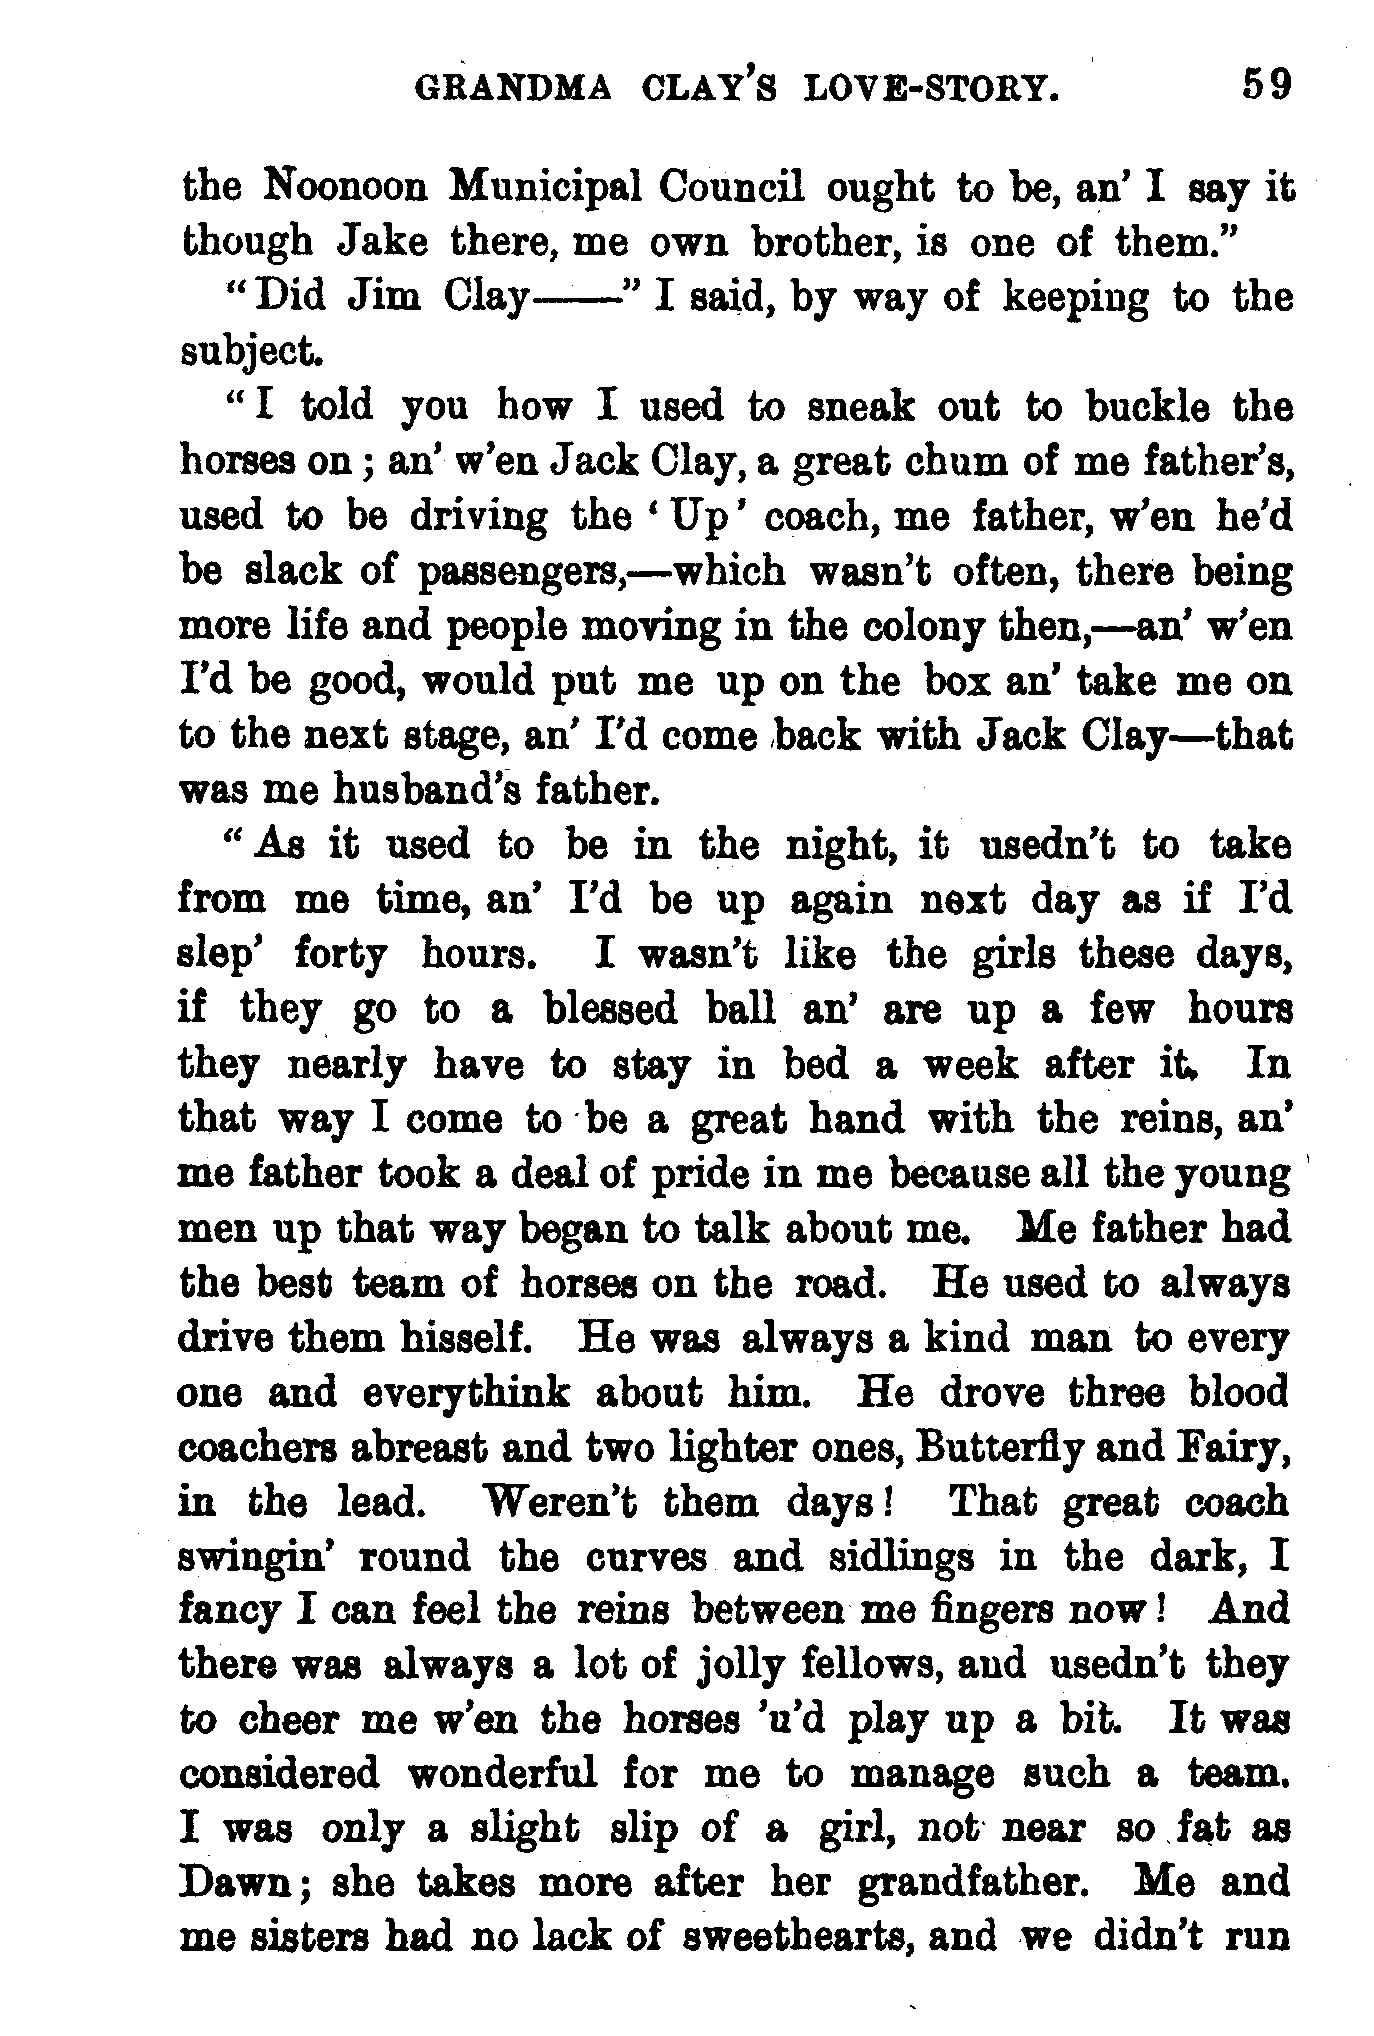 GRANDMA CLAY'S LOVE-STORY. 59
the Noonoon Municipal Council ought to be, an' I say it
though Jake there, me own brother, is one of them."
"Did Jim Clay——" I said, by way of keeping to the
subject.
"I told you how I used to sneak out to buckle the
horses on; an' w'en Jack Clay, a great chum of me father's,
used to be driving the 'Up' coach, me father, w'en he'd
be slack of passengers,—which wasn't often, there being
more life and people moving in the colony then,—an' w'en
I'd be good, would put me up on the box an' take me on
to the next stage, an' I'd come back with Jack Clay—that
was me husband's father.
"As it used to be in the night, it usedn't to take
from me time, an' I'd be up again next day as if I'd
slep' forty hours. I wasn't like the girls these days,
if they go to a blessed ball an' are up a few hours
they nearly have to stay in bed a week after it. In
that way I come to be a great hand with the reins, an'
me father took a deal of pride in me because all the young
men up that way began to talk about me. Me father had
the best team of horses on the road. He used to always
drive them hisself. He was always a kind man to every
one and everythink about him. He drove three blood
coachers abreast and two lighter ones, Butterfly and Fairy,
in the lead. Weren't them days! That great coach
swingin' round the curves and sidlings in the dark, I
fancy I can feel the reins between me fingers now! And
there was always a lot of jolly fellows, and usedn't they
to cheer me w'en the horses 'u'd play up a bit. It was
considered wonderful for me to manage such a team.
I was only a slight slip of a girl, not near so fat as
Dawn; she takes more after her grandfather. Me and
me sisters had no lack of sweethearts, and we didn't run